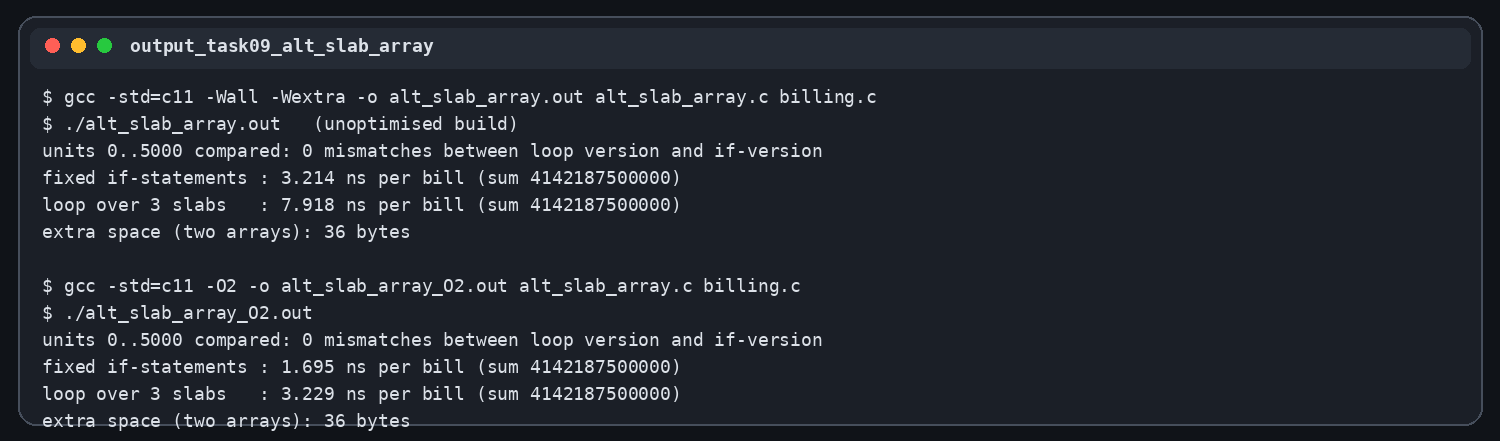 output_task09_alt_slab_array
$ gcc -std=c11 -Wall -Wextra -o alt_slab_array.out alt_slab_array.c billing.c
$ ./alt_slab_array.out   (unoptimised build)
units 0..5000 compared: 0 mismatches between loop version and if-version
fixed if-statements : 3.214 ns per bill (sum 4142187500000)
loop over 3 slabs   : 7.918 ns per bill (sum 4142187500000)
extra space (two arrays): 36 bytes
$ gcc -std=c11 -O2 -o alt_slab_array_O2.out alt_slab_array.c billing.c
$ ./alt_slab_array_O2.out
units 0..5000 compared: 0 mismatches between loop version and if-version
fixed if-statements : 1.695 ns per bill (sum 4142187500000)
loop over 3 slabs   : 3.229 ns per bill (sum 4142187500000)
extra space (two arrays): 36 bytes